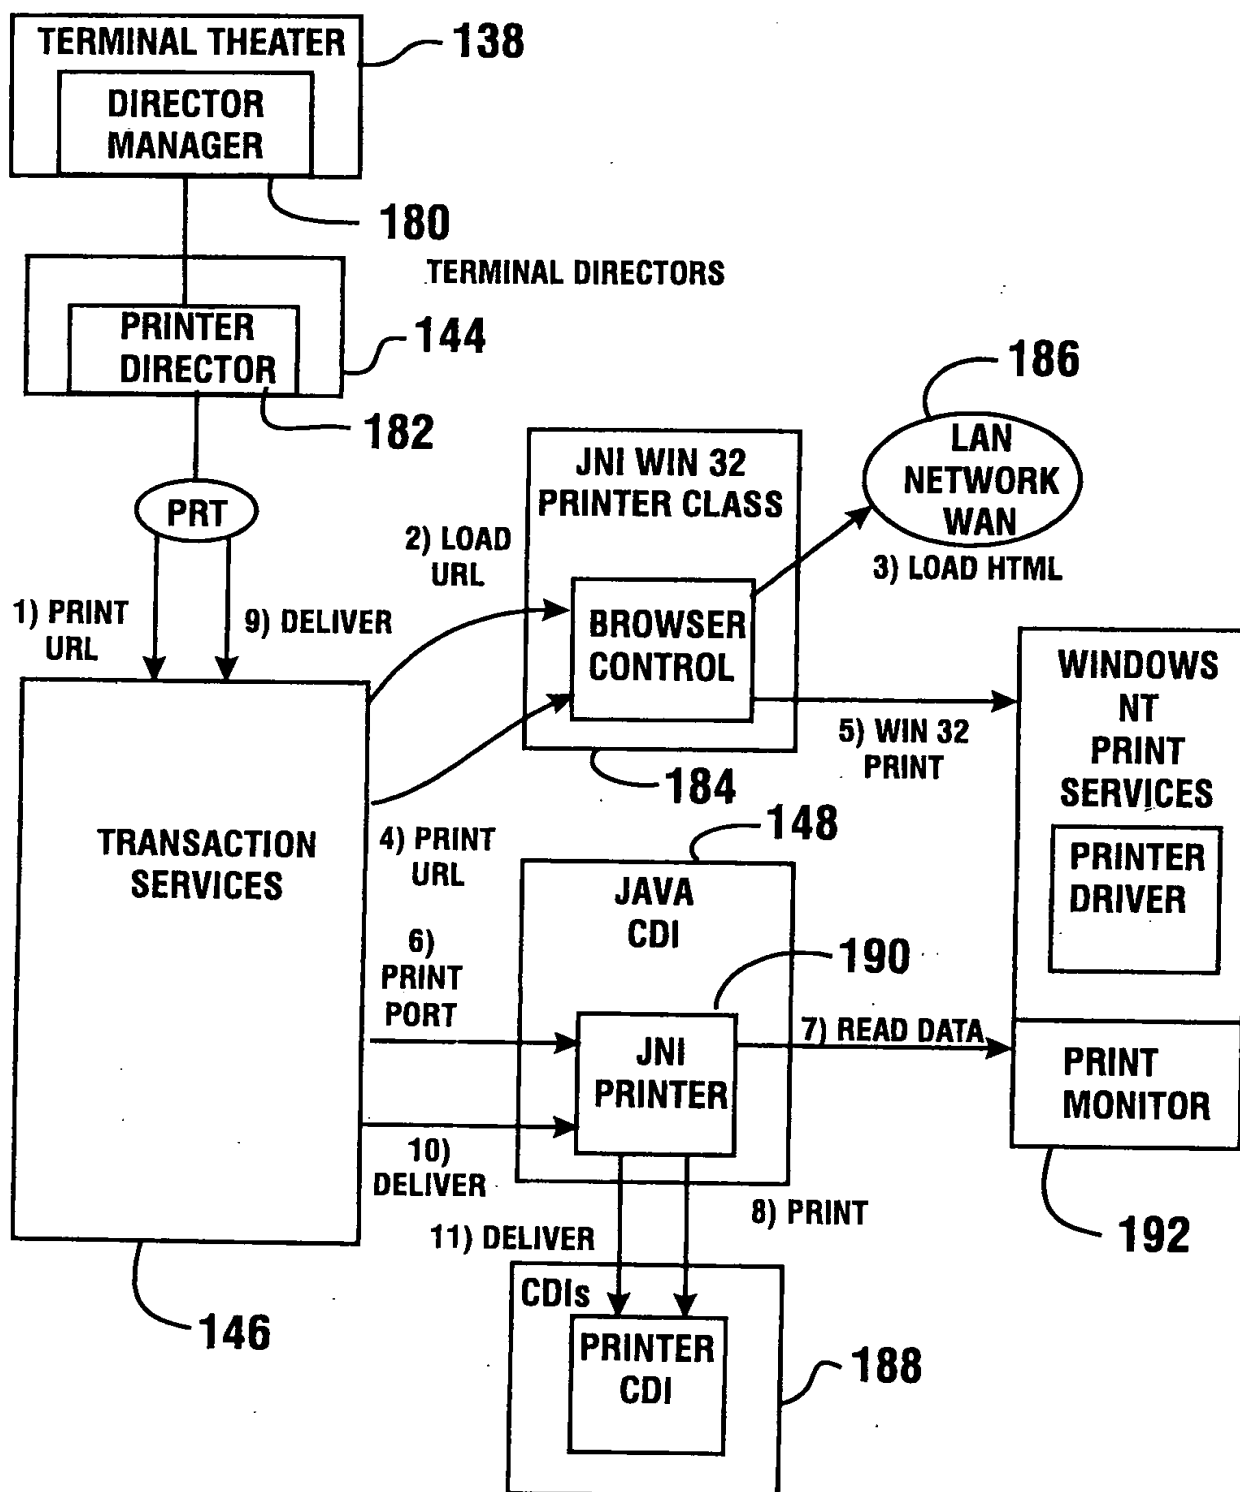 TERMINAL THEATER
138
DIRECTOR
MANAGER
180
TERMINAL DIRECTORS
PRINTER
DIRECTOR
144
182
PRT
1) PRINT
URL
9) DELIVER
JNI WIN 32
PRINTER CLASS
2) LOAD
URL
BROWSER
CONTROL
186
LAN
NETWORK
WAN
3) LOAD HTML
184
4) PRINT
URL
5) WIN 32
PRINT
WINDOWS
NT
PRINT
SERVICES
PRINTER
DRIVER
TRANSACTION
SERVICES
148
JAVA
CDI
190
6)
PRINT
PORT
JNI
PRINTER
7) READ DATA
PRINT
MONITOR
10)
DELIVER
8) PRINT
192
11) DELIVER
146
CDIs
PRINTER
CDI
188